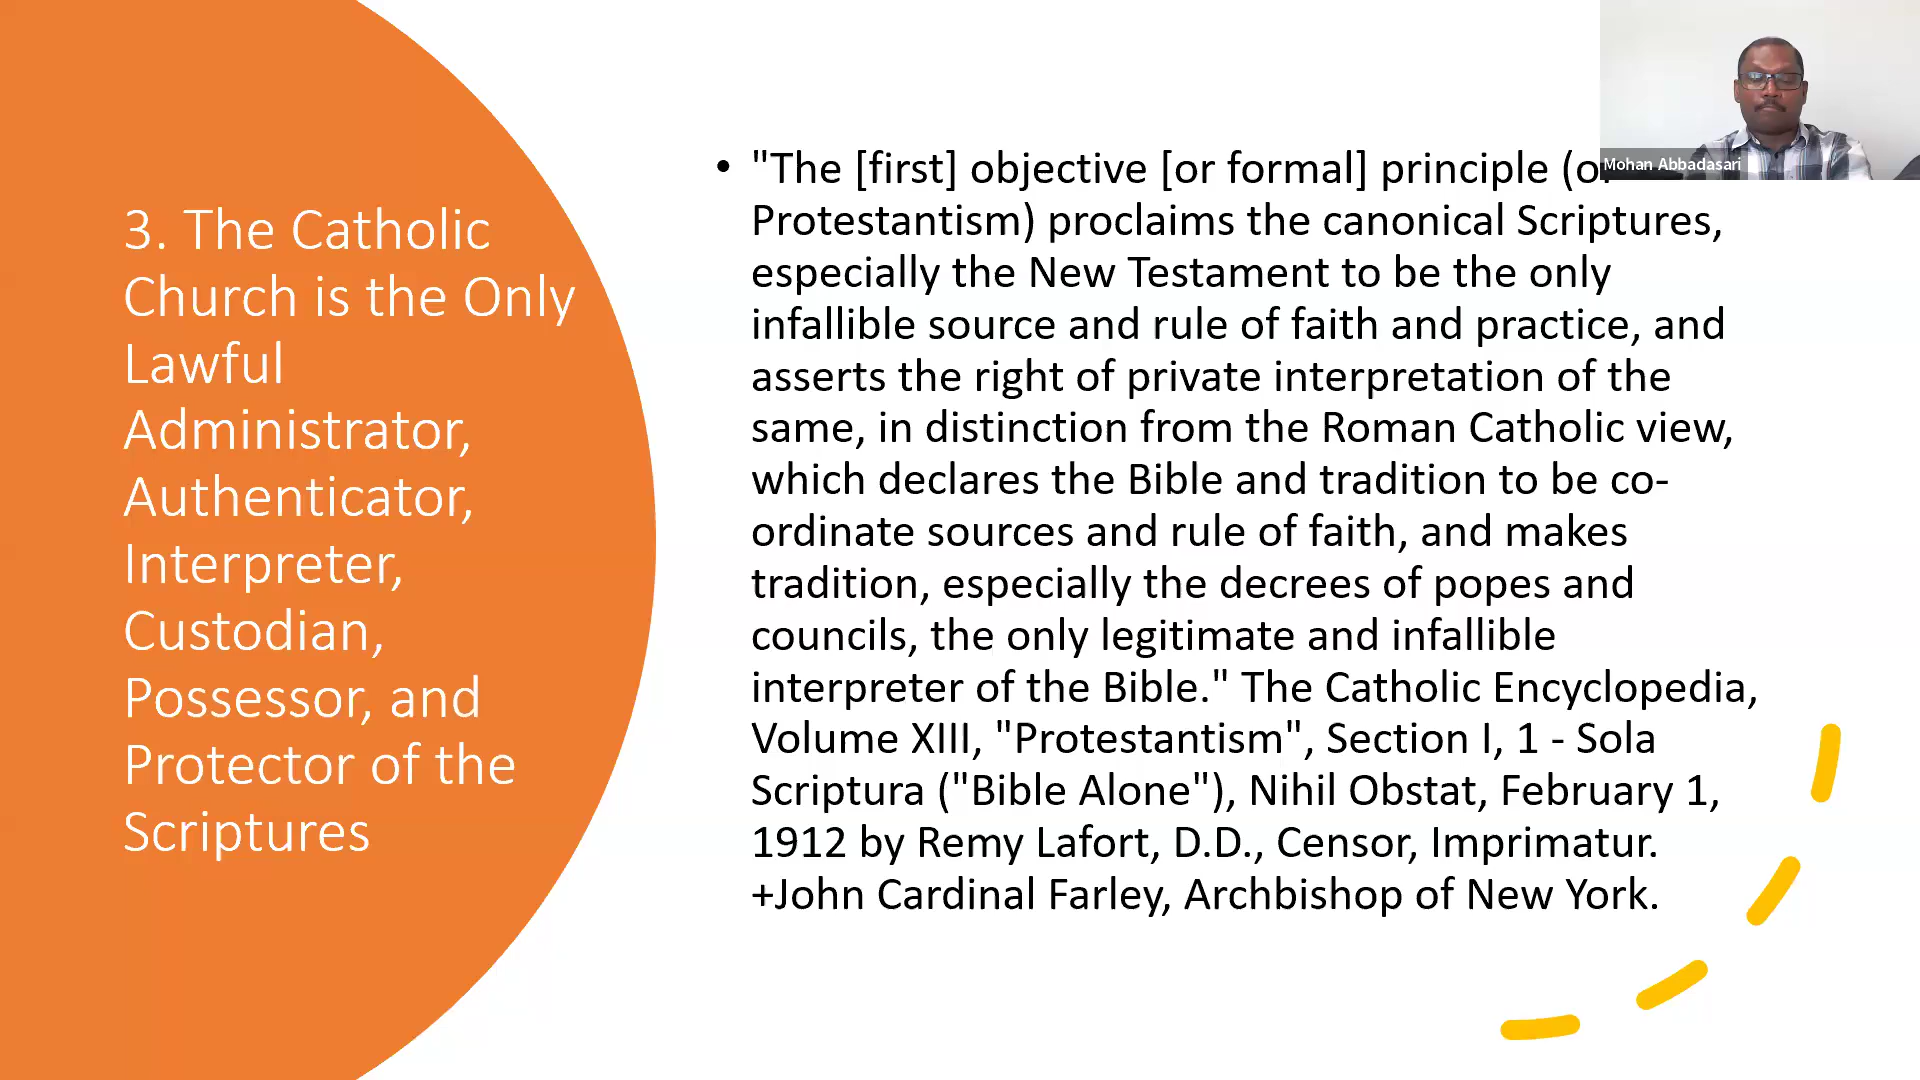 3. The Catholic
Church is the Only
Lawful
Administrator,
Authenticator,
Interpreter,
Custodian,
Possessor, and
Protector of the
Scriptures
• "The [first] objective [or formal] principle (of
Protestantism) proclaims the canonical Scriptures,
especially the New Testament to be the only
infallible source and rule of faith and practice, and
asserts the right of private interpretation of the
same, in distinction from the Roman Catholic view,
which declares the Bible and tradition to be co-
ordinate sources and rule of faith, and makes
tradition, especially the decrees of popes and
councils, the only legitimate and infallible
interpreter of the Bible." The Catholic Encyclopedia,
Volume XIII, "Protestantism", Section I, 1 - Sola
Scriptura ("Bible Alone"), Nihil Obstat, February 1,
1912 by Remy Lafort, D.D., Censor, Imprimatur.
+John Cardinal Farley, Archbishop of New York.
Mohan Abbadasari